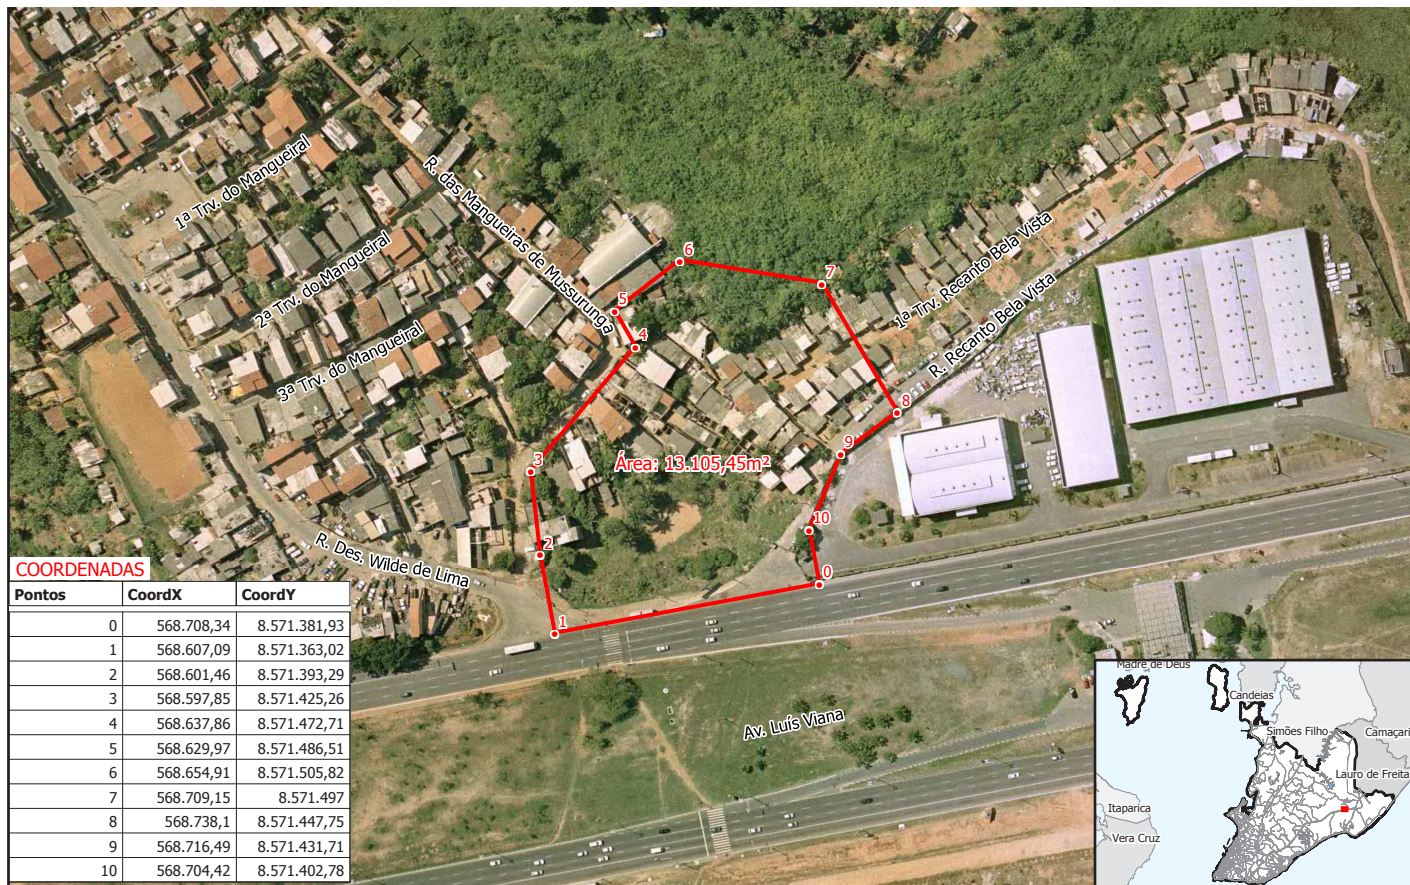 1ª Trv. do Mangueiral
R. das Mangueiras de Mussurunga
2ª Trv. do Mangueiral
3ª Trv. do Mangueiral
1ª Trv. Recanto Bela Vista
R. Recanto Bela Vista
6
7
5
4
8
9
3
Área: 13.105,45m²
10
2
R. Des. Wilde de Lima
0
1
Av. Luís Viana
COORDENADAS
Pontos CoordX CoordY
0 568.708,34 8.571.381,93
1 568.607,09 8.571.363,02
2 568.601,46 8.571.393,29
3 568.597,85 8.571.425,26
4 568.637,86 8.571.472,71
5 568.629,97 8.571.486,51
6 568.654,91 8.571.505,82
7 568.709,15 8.571.497
8 568.738,1 8.571.447,75
9 568.716,49 8.571.431,71
10 568.704,42 8.571.402,78
Madre de Deus
Candeias
Simões Filho
Camaçari
Lauro de Freita
Itaparica
Vera Cruz